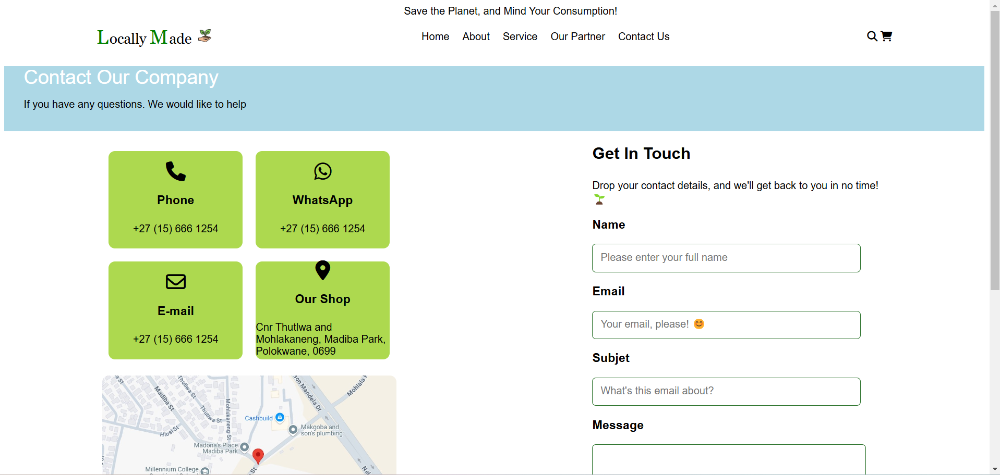 Save the Planet, and Mind Your Consumption!
Locally Made
Home About Service Our Partner Contact Us
Contact Our Company
If you have any questions. We would like to help
Phone
+27 (15) 666 1254
WhatsApp
+27 (15) 666 1254
E-mail
+27 (15) 666 1254
Our Shop
Cnr Thutlwa and
Mohlakaneng, Madiba Park,
Polokwane, 0699
Thutlwa St
Madiba St
Thutlwa St
Mohlakaneng St
Hlosi St
son Mandela Dr
Mohlala
Cashbuild
Makgoba and
son's plumbing
Madona's Place
Madiba Park
Millennium College
St
Nel
Get In Touch
Drop your contact details, and we'll get back to you in no time!
🌱
Name
Please enter your full name
Email
Your email, please! 😊
Subjet
What's this email about?
Message